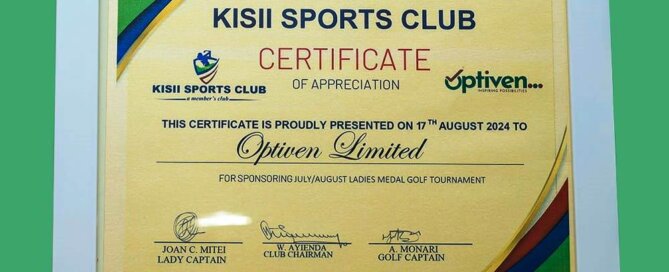 KISII SPORTS CLUB
CERTIFICATE
OF APPRECIATION
KISII SPORTS CLUB
a member's club
Optiven...
INSPIRING POSSIBILITIES
THIS CERTIFICATE IS PROUDLY PRESENTED ON 17TH AUGUST 2024 TO
Optiven Limited
FOR SPONSORING JULY/AUGUST LADIES MEDAL GOLF TOURNAMENT
JOAN C. MITEI
LADY CAPTAIN
W. AYIENDA
CLUB CHAIRMAN
A. MONARI
GOLF CAPTAIN